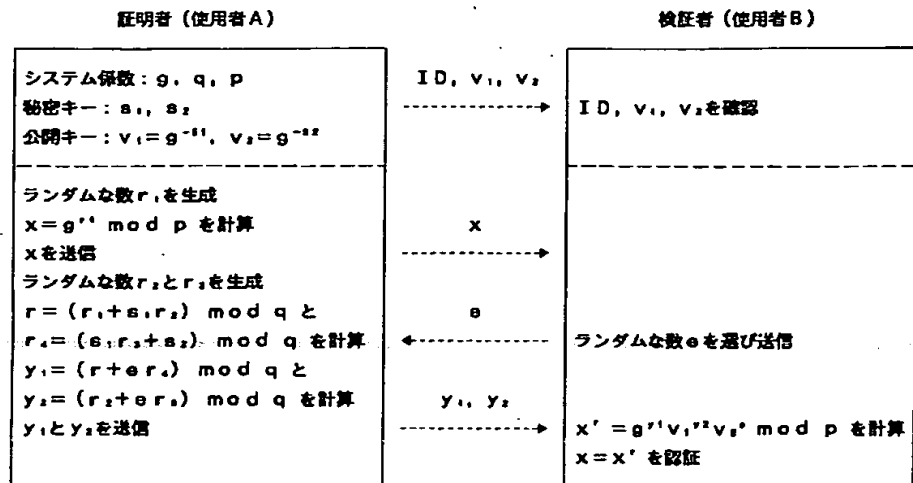 証明者（使用者A）
検証者（使用者B）
システム係数：g，q，p
秘密キー：s₁，s₂
公開キー：v₁＝g⁻ˢ¹，v₂＝g⁻ˢ²
ID，v₁，v₂
ID，v₁，v₂を確認
ランダムな数r₁を生成
x＝gʳ¹ mod p を計算
xを送信
x
ランダムな数r₂とr₃を生成
r＝（r₁＋s₁r₂）mod q と
e
r₄＝（s₁r₃＋s₂）mod q を計算
ランダムな数eを選び送信
y₁＝（r＋er₄）mod q と
y₂＝（r₂＋er₃）mod q を計算
y₁とy₂を送信
y₁，y₂
x'＝gʸ¹v₁ʸ²v₂ᵉ mod p を計算
x＝x' を認証